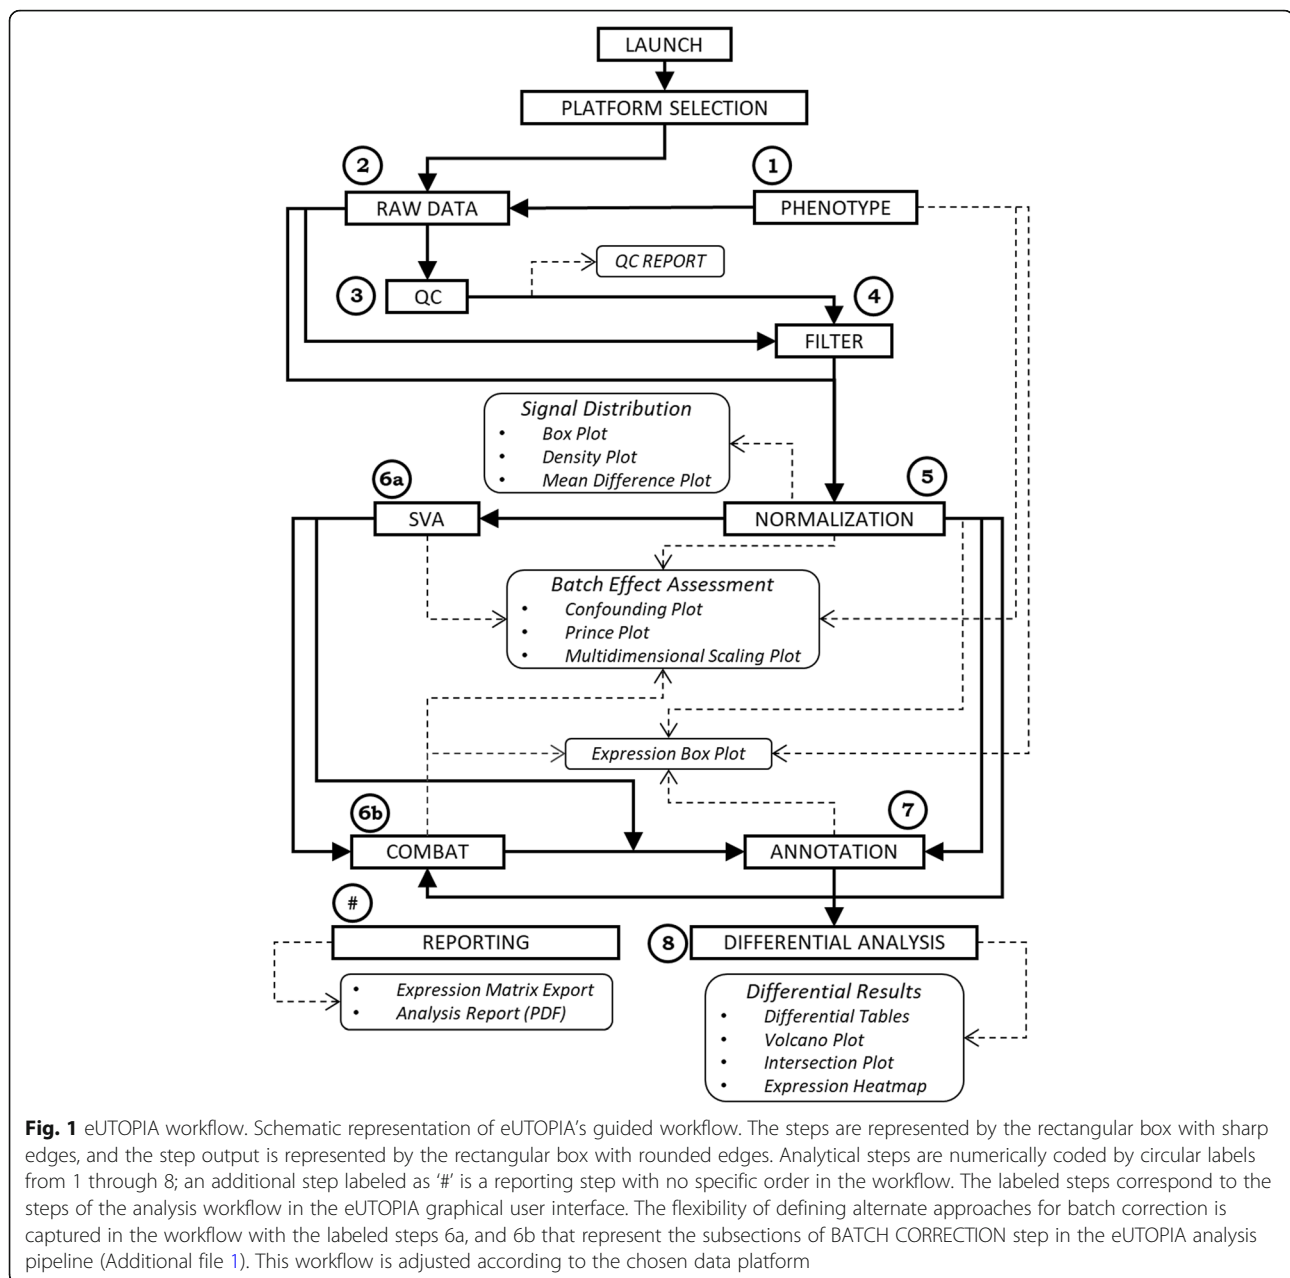 LAUNCH
PLATFORM SELECTION
2
1
RAW DATA
PHENOTYPE
QC REPORT
3
QC
4
FILTER
Signal Distribution
• Box Plot
• Density Plot
• Mean Difference Plot
6a
5
SVA
NORMALIZATION
Batch Effect Assessment
• Confounding Plot
• Prince Plot
• Multidimensional Scaling Plot
Expression Box Plot
6b
7
COMBAT
ANNOTATION
#
REPORTING
8
DIFFERENTIAL ANALYSIS
• Expression Matrix Export
• Analysis Report (PDF)
Differential Results
• Differential Tables
• Volcano Plot
• Intersection Plot
• Expression Heatmap
Fig. 1 eUTOPIA workflow. Schematic representation of eUTOPIA's guided workflow. The steps are represented by the rectangular box with sharp
edges, and the step output is represented by the rectangular box with rounded edges. Analytical steps are numerically coded by circular labels
from 1 through 8; an additional step labeled as '#' is a reporting step with no specific order in the workflow. The labeled steps correspond to the
steps of the analysis workflow in the eUTOPIA graphical user interface. The flexibility of defining alternate approaches for batch correction is
captured in the workflow with the labeled steps 6a, and 6b that represent the subsections of BATCH CORRECTION step in the eUTOPIA analysis
pipeline (Additional file 1). This workflow is adjusted according to the chosen data platform